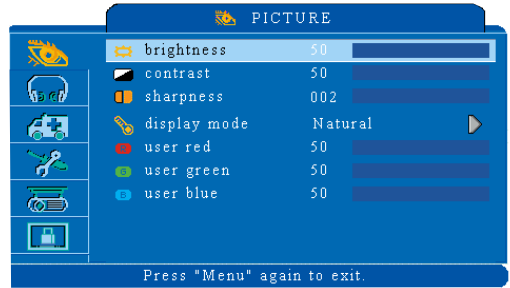 PICTURE
brightness 50
contrast 50
sharpness 002
display mode Natural
user red 50
user green 50
user blue 50
Press "Menu" again to exit.